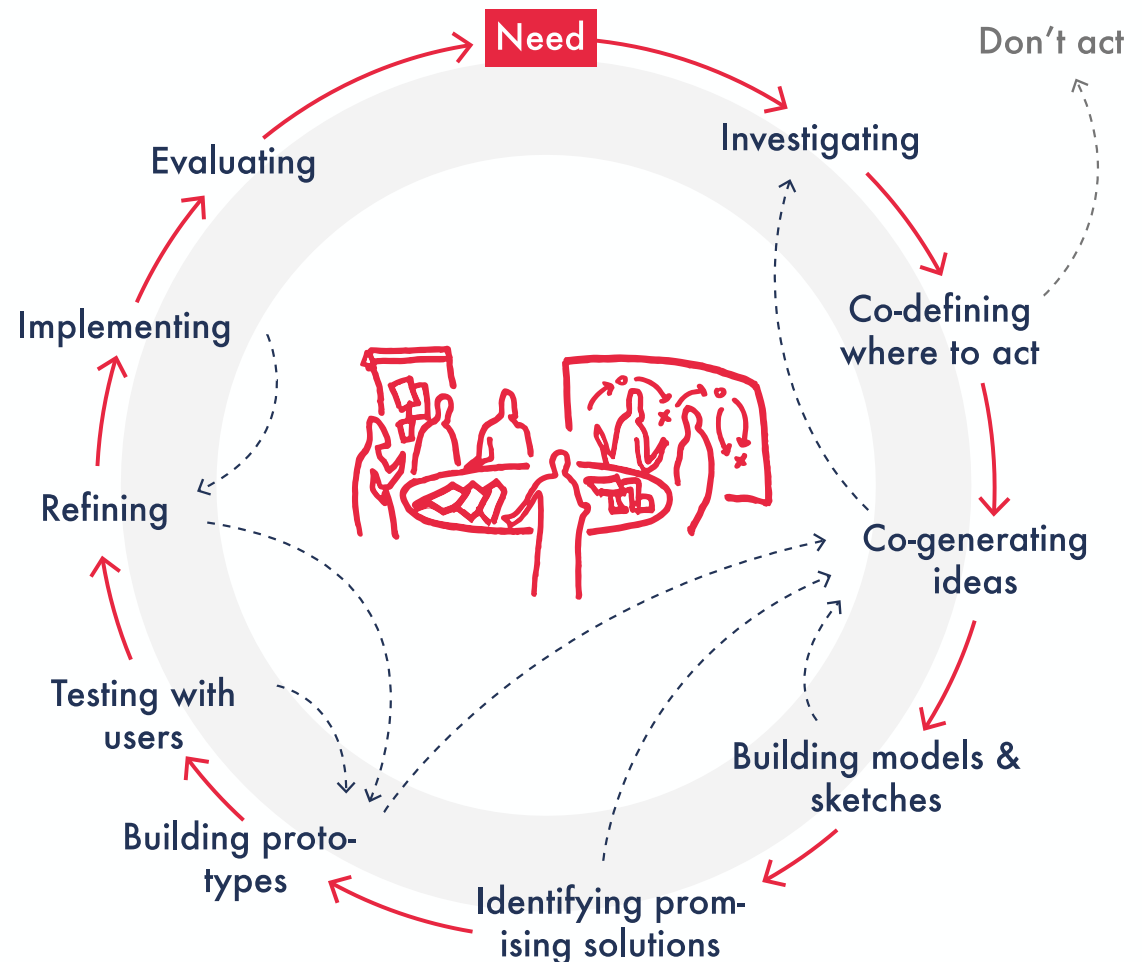 Need
Don't act
Investigating
Co-defining
where to act
Co-generating
ideas
Building models &
sketches
Identifying prom-
ising solutions
Building proto-
types
Testing with
users
Refining
Implementing
Evaluating